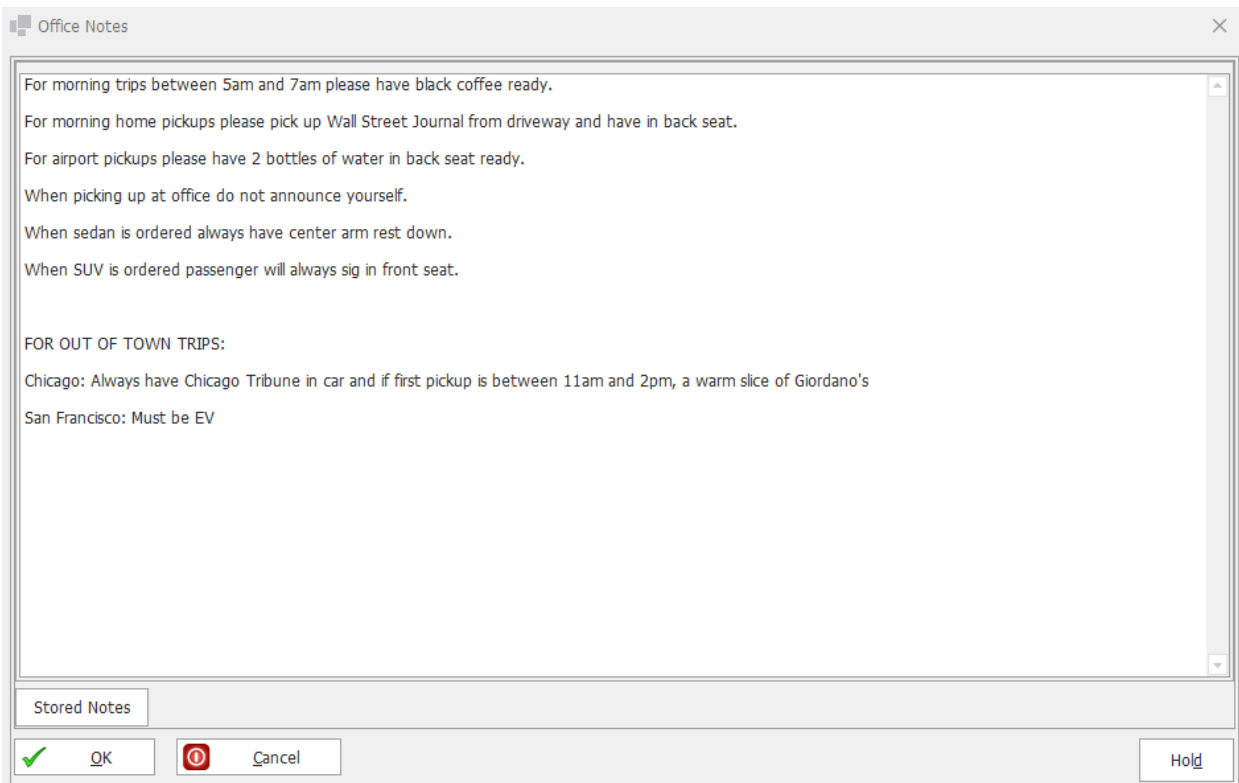 Office Notes
For morning trips between 5am and 7am please have black coffee ready.
For morning home pickups please pick up Wall Street Journal from driveway and have in back seat.
For airport pickups please have 2 bottles of water in back seat ready.
When picking up at office do not announce yourself.
When sedan is ordered always have center arm rest down.
When SUV is ordered passenger will always sig in front seat.
FOR OUT OF TOWN TRIPS:
Chicago: Always have Chicago Tribune in car and if first pickup is between 11am and 2pm, a warm slice of Giordano's
San Francisco: Must be EV
Stored Notes
OK Cancel Hold